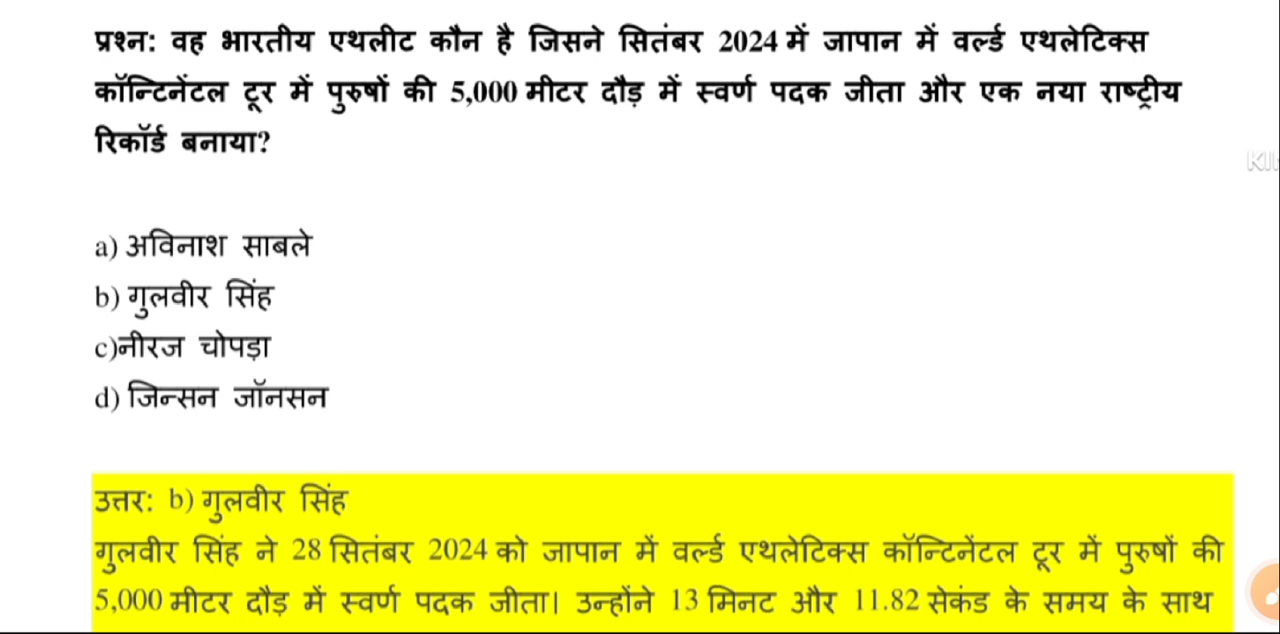 प्रश्न: वह भारतीय एथलीट कौन है जिसने सितंबर 2024 में जापान में वर्ल्ड एथलेटिक्स
कॉन्टिनेंटल टूर में पुरुषों की 5,000 मीटर दौड़ में स्वर्ण पदक जीता और एक नया राष्ट्रीय
रिकॉर्ड बनाया?
a) अविनाश साबले
b) गुलवीर सिंह
c)नीरज चोपड़ा
d) जिन्सन जॉनसन
उत्तर: b) गुलवीर सिंह
गुलवीर सिंह ने 28 सितंबर 2024 को जापान में वर्ल्ड एथलेटिक्स कॉन्टिनेंटल टूर में पुरुषों की
5,000 मीटर दौड़ में स्वर्ण पदक जीता। उन्होंने 13 मिनट और 11.82 सेकंड के समय के साथ